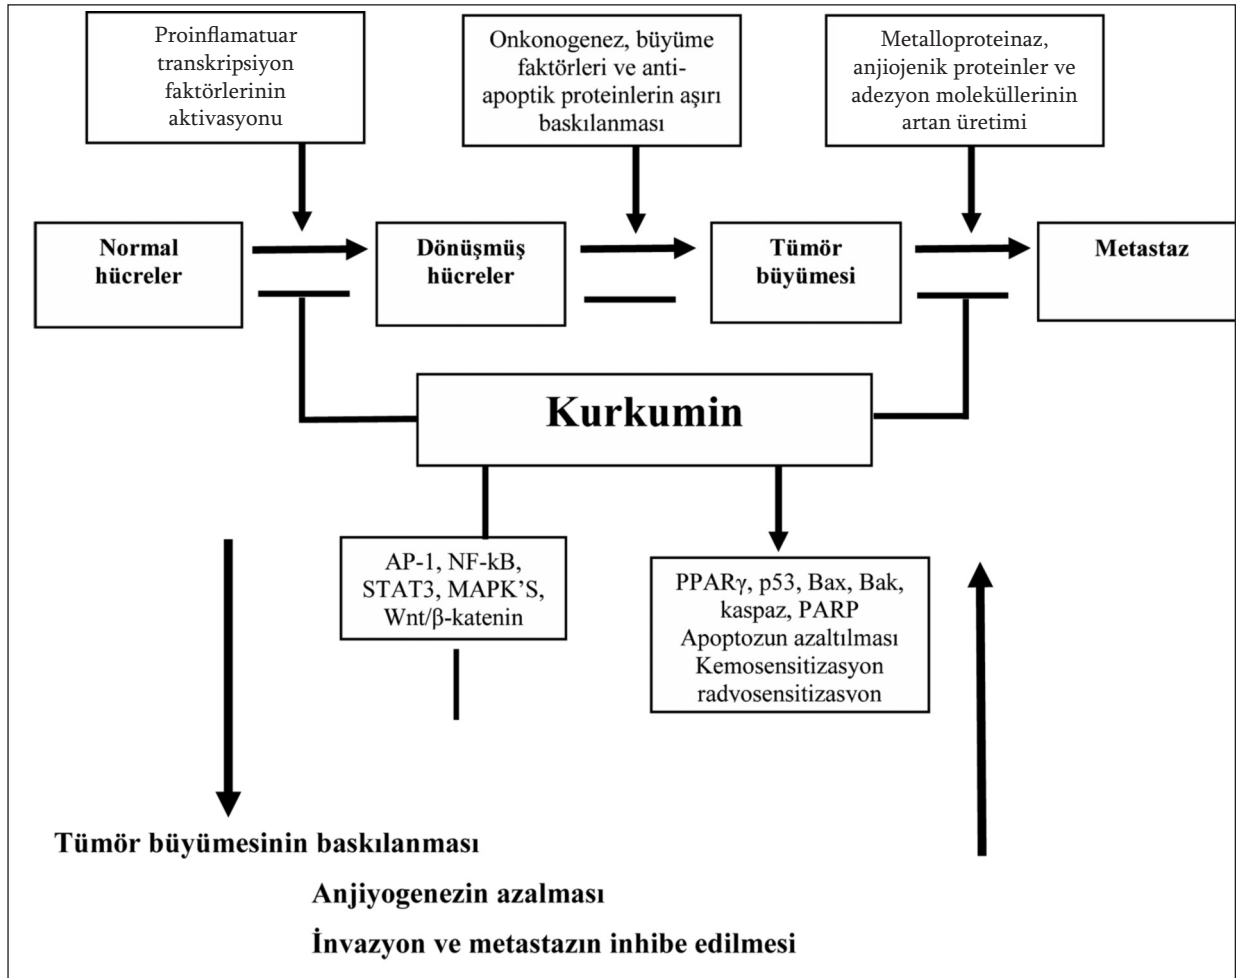 Proinflamatuar
transkripsiyon
faktörlerinin
aktivasyonu
Onkonogenez, büyüme
faktörleri ve anti-
apoptik proteinlerin aşırı
baskılanması
Metalloproteinaz,
anjiojenik proteinler ve
adezyon moleküllerinin
artan üretimi
Normal
hücreler
Dönüşmüş
hücreler
Tümör
büyümesi
Metastaz
Kurkumin
AP-1, NF-kB,
STAT3, MAPK'S,
Wnt/β-katenin
PPARγ, p53, Bax, Bak,
kaspaz, PARP
Apoptozun azaltılması
Kemosensitizasyon
radyosensitizasyon
Tümör büyümesinin baskılanması
Anjiyogenezin azalması
İnvazyon ve metastazın inhibe edilmesi